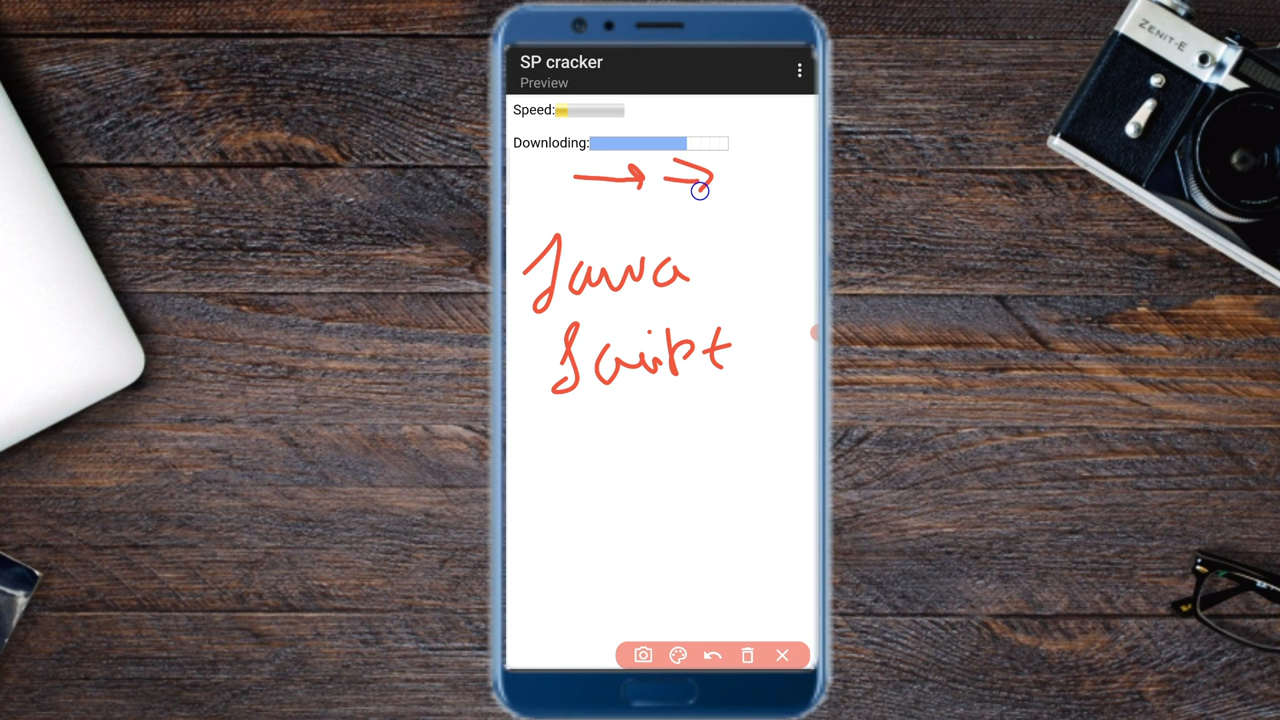 SP cracker
Preview
Speed:
Downloding:
Java
Script
ZENIT-E